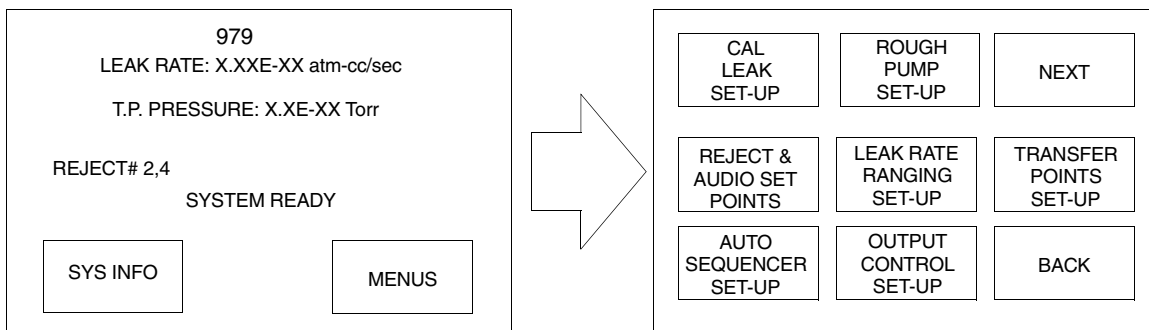 979
LEAK RATE: X.XXE-XX atm-cc/sec
T.P. PRESSURE: X.XE-XX Torr
REJECT# 2,4
SYSTEM READY
SYS INFO
MENUS
CAL
LEAK
SET-UP
ROUGH
PUMP
SET-UP
NEXT
REJECT &
AUDIO SET
POINTS
LEAK RATE
RANGING
SET-UP
TRANSFER
POINTS
SET-UP
AUTO
SEQUENCER
SET-UP
OUTPUT
CONTROL
SET-UP
BACK